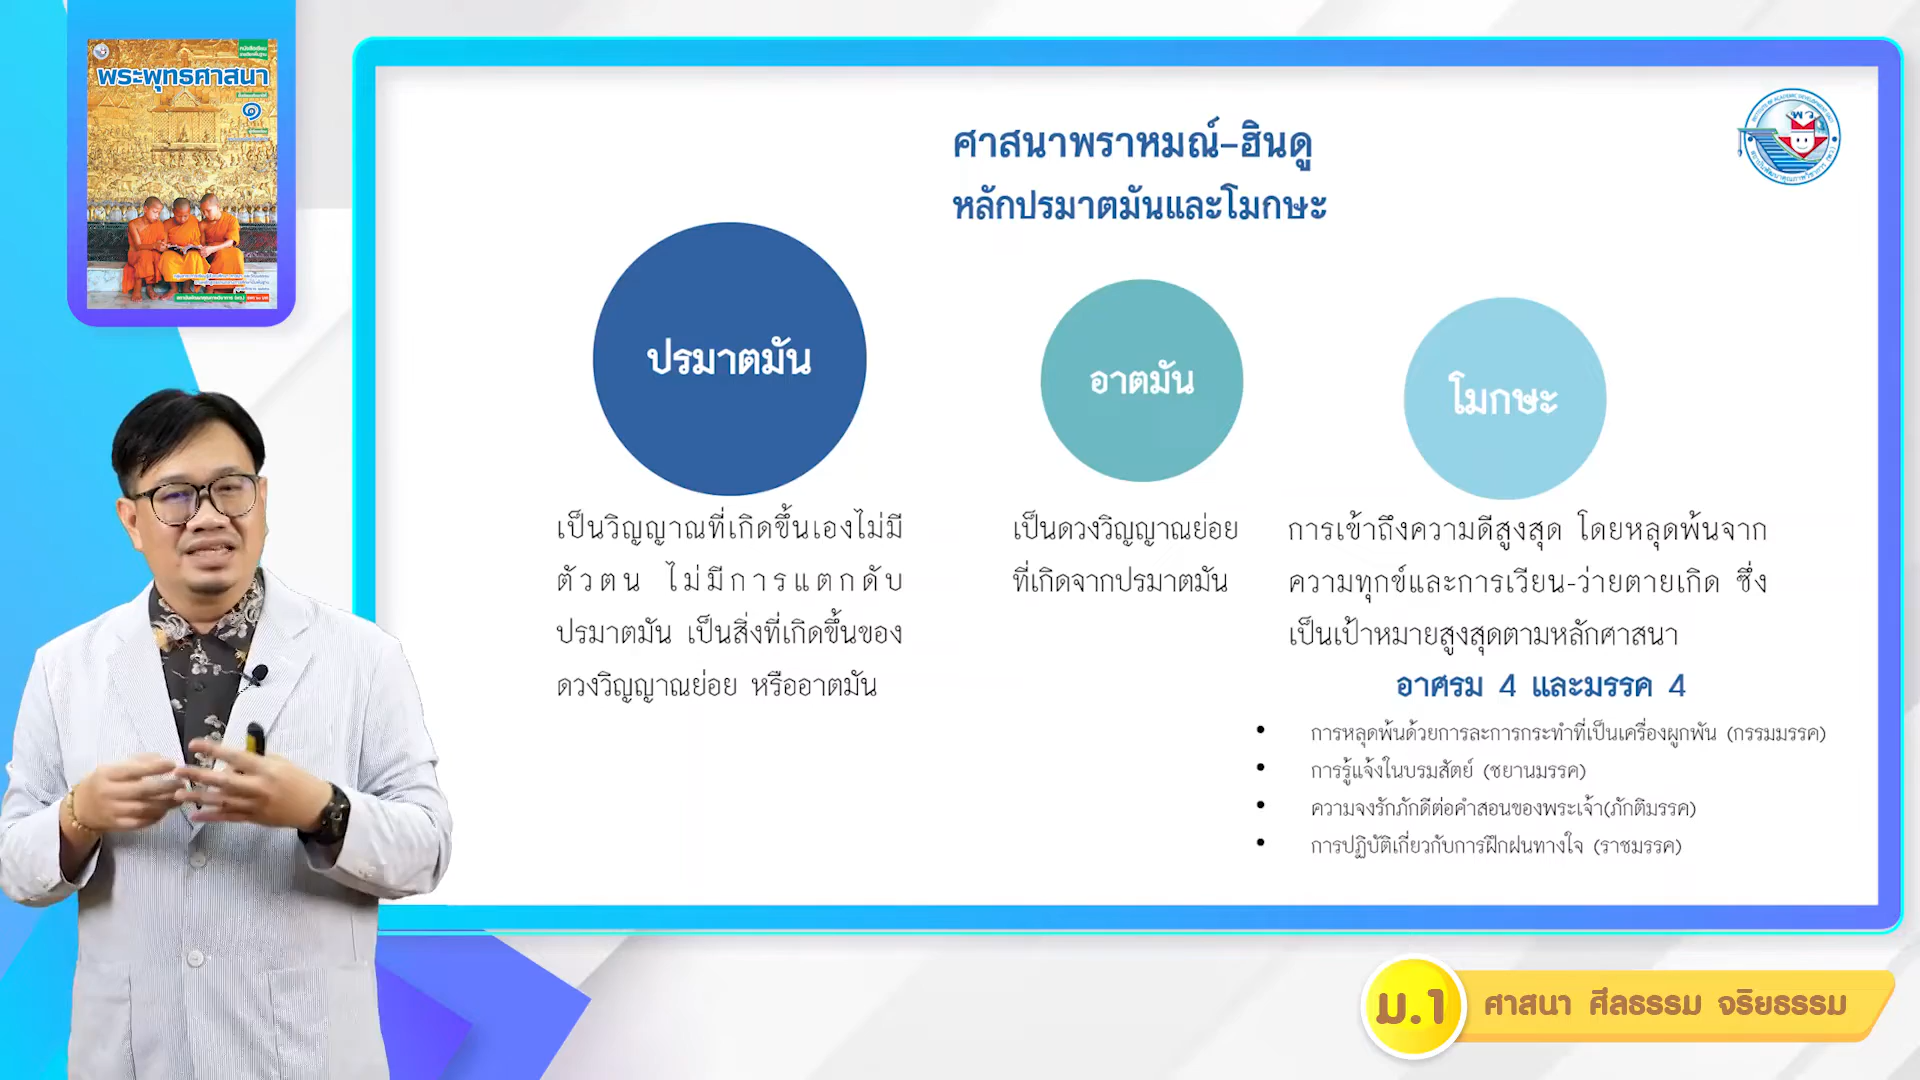 หนังสือเรียน
พระพุทธศาสนา
๑
ศาสนาพราหมณ์-ฮินดู
หลักปรมาตมันและโมกษะ
พว
ปรมาตมัน
อาตมัน
โมกษะ
เป็นวิญญาณที่เกิดขึ้นเองไม่มี
ตัวตน ไม่มีการแตกดับ
ปรมาตมัน เป็นสิ่งที่เกิดขึ้นของ
ดวงวิญญาณย่อย หรืออาตมัน
เป็นดวงวิญญาณย่อย
ที่เกิดจากปรมาตมัน
การเข้าถึงความดีสูงสุด โดยหลุดพ้นจาก
ความทุกข์และการเวียน-ว่ายตายเกิด ซึ่ง
เป็นเป้าหมายสูงสุดตามหลักศาสนา
อาศรม 4 และมรรค 4
• การหลุดพ้นด้วยการละการกระทำที่เป็นเครื่องผูกพัน (กรรมมรรค)
• การรู้แจ้งในบรมสัตย์ (ชยานมรรค)
• ความจงรักภักดีต่อคำสอนของพระเจ้า(ภักติมรรค)
• การปฏิบัติเกี่ยวกับการฝึกฝนทางใจ (ราชมรรค)
ม.1
ศาสนา ศีลธรรม จริยธรรม